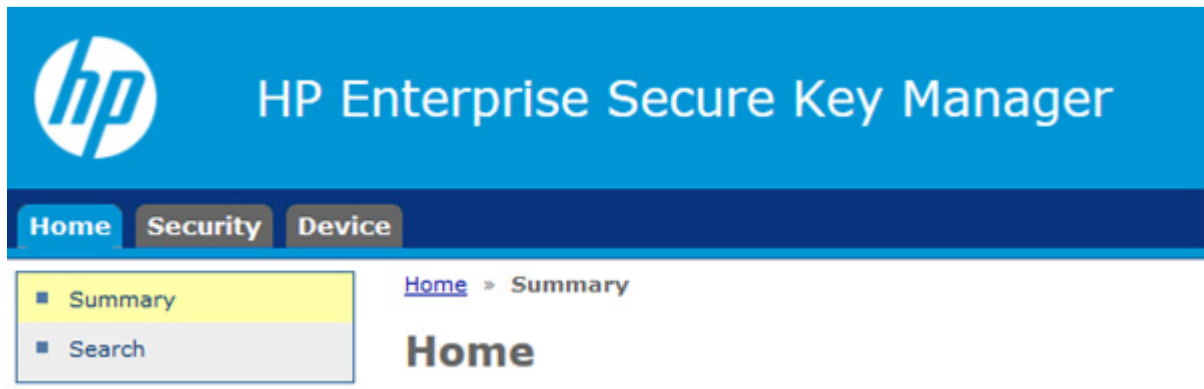 hp
HP Enterprise Secure Key Manager
Home Security Device
Summary
Search
Home » Summary
Home